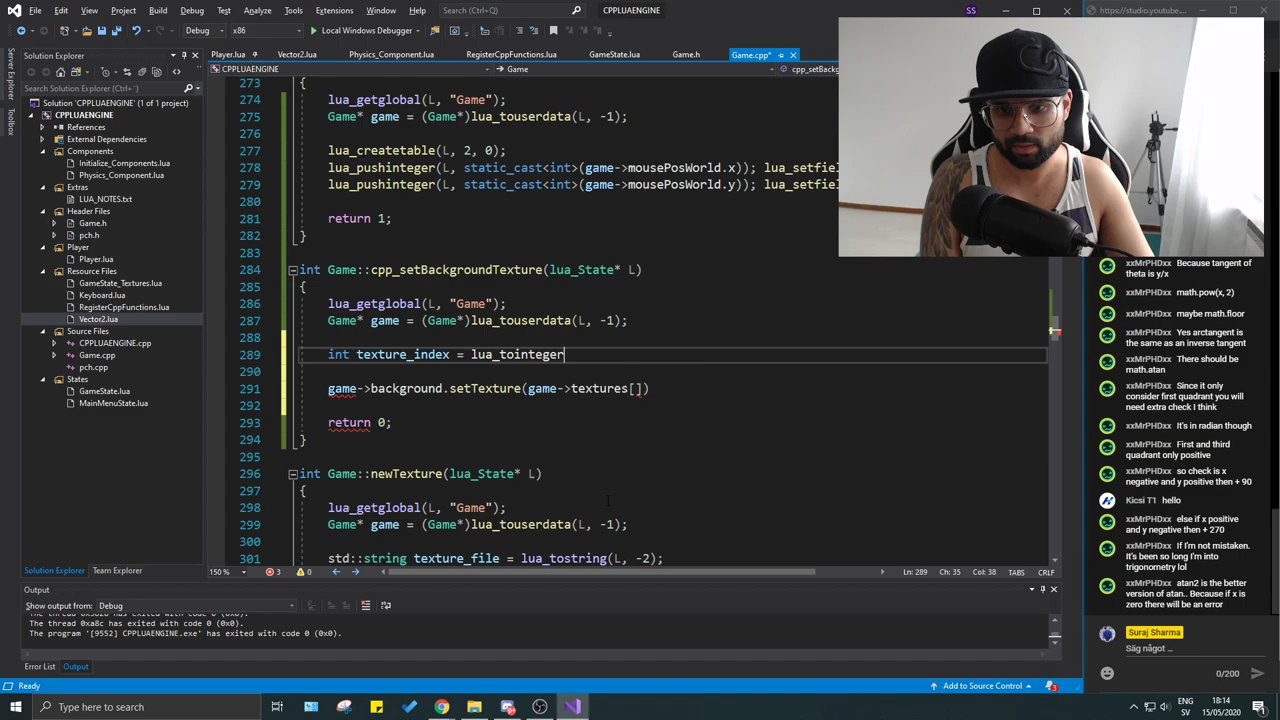 File Edit View Git Project Build Debug Test Analyze Tools Extensions Window Help Search (Ctrl+Q) CPPLUAENGINE SS
https://studio.youtube.
Debug x86 Local Windows Debugger
Server Explorer
Toolbox
Solution Explorer
Search Solution Explorer (Ctrl+¨)
Solution 'CPPLUAENGINE' (1 of 1 project)
CPPLUAENGINE
References
External Dependencies
Components
Initialize_Components.lua
Physics_Component.lua
Extras
LUA_NOTES.txt
Header Files
Game.h
pch.h
Player
Player.lua
Resource Files
GameState_Textures.lua
Keyboard.lua
RegisterCppFunctions.lua
Vector2.lua
Source Files
CPPLUAENGINE.cpp
Game.cpp
pch.cpp
States
GameState.lua
MainMenuState.lua
Solution Explorer Team Explorer
Player.lua Vector2.lua Physics_Component.lua RegisterCppFunctions.lua GameState.lua Game.h Game.cpp*
CPPLUAENGINE Game cpp_setBac
273 {
274 lua_getglobal(L, "Game");
275 Game* game = (Game*)lua_touserdata(L, -1);
276
277 lua_createtable(L, 2, 0);
278 lua_pushinteger(L, static_cast<int>(game->mousePosWorld.x)); lua_setfiel
279 lua_pushinteger(L, static_cast<int>(game->mousePosWorld.y)); lua_setfiel
280
281 return 1;
282 }
283
284 int Game::cpp_setBackgroundTexture(lua_State* L)
285 {
286 lua_getglobal(L, "Game");
287 Game* game = (Game*)lua_touserdata(L, -1);
288
289 int texture_index = lua_tointeger
290
291 game->background.setTexture(game->textures[])
292
293 return 0;
294 }
295
296 int Game::newTexture(lua_State* L)
297 {
298 lua_getglobal(L, "Game");
299 Game* game = (Game*)lua_touserdata(L, -1);
300
301 std::string texture_file = lua_tostring(L, -2);
150 % 3 0 Ln: 289 Ch: 35 Col: 38 TABS CRLF
Output
Show output from: Debug
The thread 0xa8c has exited with code 0 (0x0).
The program '[9552] CPPLUAENGINE.exe' has exited with code 0 (0x0).
Error List Output
Ready Add to Source Control 3
xxMrPHDxx Because tangent of
theta is y/x
xxMrPHDxx math.pow(x, 2)
xxMrPHDxx maybe math.floor
xxMrPHDxx Yes arctangent is
the same as an inverse tangent
xxMrPHDxx There should be
math.atan
xxMrPHDxx Since it only
consider first quadrant you will
need extra check I think
xxMrPHDxx It's in radian though
xxMrPHDxx First and third
quadrant only positive
xxMrPHDxx so check is x
negative and y positive then + 90
Kicsi T1 hello
xxMrPHDxx else if x positive
and y negative then + 270
xxMrPHDxx If I'm not mistaken.
It's been so long I'm into
trigonometry lol
xxMrPHDxx atan2 is the better
version of atan.. Because if x is
zero there will be an error
Suraj Sharma
Säg något ...
0/200
Type here to search
ENG
SV
18:14
15/05/2020